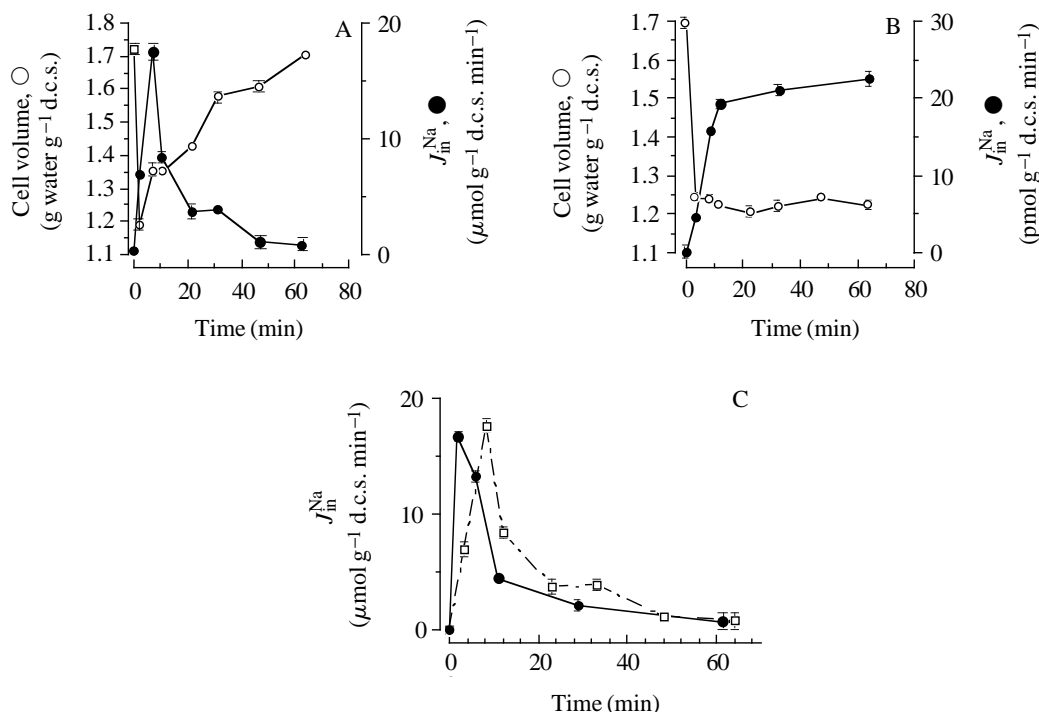 A
1.8
1.7
1.6
1.5
1.4
1.3
1.2
1.1
Cell volume, ○
(g water g⁻¹ d.c.s.)
20
10
0
J_in^Na, ●
(μmol g⁻¹ d.c.s. min⁻¹)
0 20 40 60 80
Time (min)
B
1.7
1.6
1.5
1.4
1.3
1.2
1.1
Cell volume, ○
(g water g⁻¹ d.c.s.)
30
20
10
0
J_in^Na, ●
(pmol g⁻¹ d.c.s. min⁻¹)
0 20 40 60 80
Time (min)
C
20
10
0
J_in^Na
(μmol g⁻¹ d.c.s. min⁻¹)
0 20 40 60
Time (min)